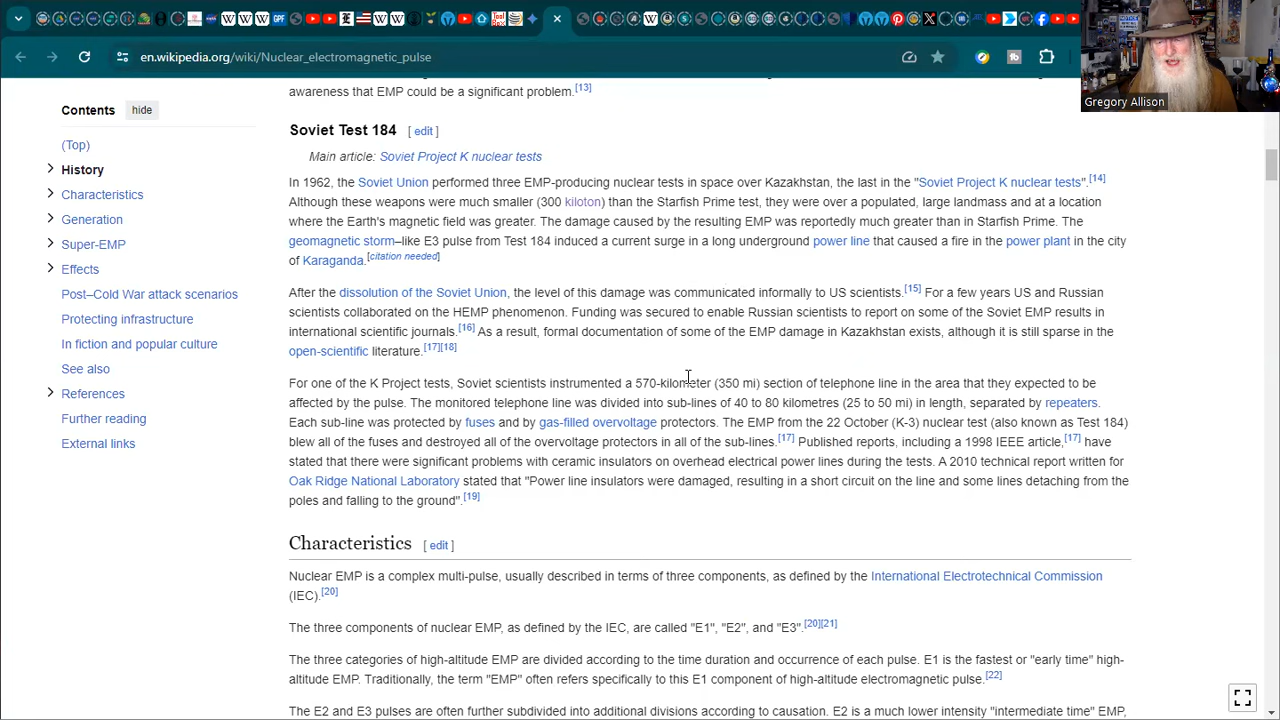 en.wikipedia.org/wiki/Nuclear_electromagnetic_pulse
Gregory Allison
Contents hide
(Top)
History
Characteristics
Generation
Super-EMP
Effects
Post–Cold War attack scenarios
Protecting infrastructure
In fiction and popular culture
See also
References
Further reading
External links
awareness that EMP could be a significant problem.[13]
Soviet Test 184 [ edit ]
Main article: Soviet Project K nuclear tests
In 1962, the Soviet Union performed three EMP-producing nuclear tests in space over Kazakhstan, the last in the "Soviet Project K nuclear tests".[14]
Although these weapons were much smaller (300 kiloton) than the Starfish Prime test, they were over a populated, large landmass and at a location
where the Earth's magnetic field was greater. The damage caused by the resulting EMP was reportedly much greater than in Starfish Prime. The
geomagnetic storm–like E3 pulse from Test 184 induced a current surge in a long underground power line that caused a fire in the power plant in the city
of Karaganda.[citation needed]
After the dissolution of the Soviet Union, the level of this damage was communicated informally to US scientists.[15] For a few years US and Russian
scientists collaborated on the HEMP phenomenon. Funding was secured to enable Russian scientists to report on some of the Soviet EMP results in
international scientific journals.[16] As a result, formal documentation of some of the EMP damage in Kazakhstan exists, although it is still sparse in the
open-scientific literature.[17][18]
For one of the K Project tests, Soviet scientists instrumented a 570-kilometer (350 mi) section of telephone line in the area that they expected to be
affected by the pulse. The monitored telephone line was divided into sub-lines of 40 to 80 kilometres (25 to 50 mi) in length, separated by repeaters.
Each sub-line was protected by fuses and by gas-filled overvoltage protectors. The EMP from the 22 October (K-3) nuclear test (also known as Test 184)
blew all of the fuses and destroyed all of the overvoltage protectors in all of the sub-lines.[17] Published reports, including a 1998 IEEE article,[17] have
stated that there were significant problems with ceramic insulators on overhead electrical power lines during the tests. A 2010 technical report written for
Oak Ridge National Laboratory stated that "Power line insulators were damaged, resulting in a short circuit on the line and some lines detaching from the
poles and falling to the ground".[19]
Characteristics [ edit ]
Nuclear EMP is a complex multi-pulse, usually described in terms of three components, as defined by the International Electrotechnical Commission
(IEC).[20]
The three components of nuclear EMP, as defined by the IEC, are called "E1", "E2", and "E3".[20][21]
The three categories of high-altitude EMP are divided according to the time duration and occurrence of each pulse. E1 is the fastest or "early time" high-
altitude EMP. Traditionally, the term "EMP" often refers specifically to this E1 component of high-altitude electromagnetic pulse.[22]
The E2 and E3 pulses are often further subdivided into additional divisions according to causation. E2 is a much lower intensity "intermediate time" EMP,